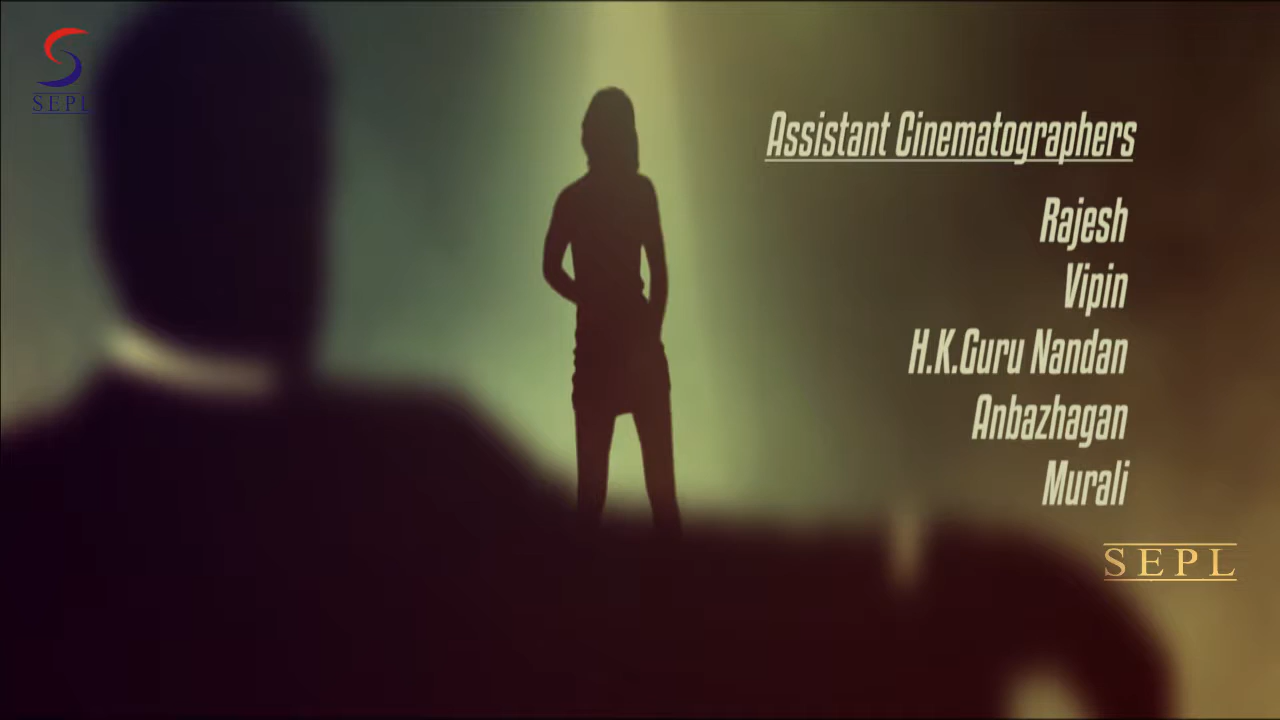 SEPL
Assistant Cinematographers
Rajesh
Vipin
H.K.Guru Nandan
Anbazhagan
Murali
SEPL